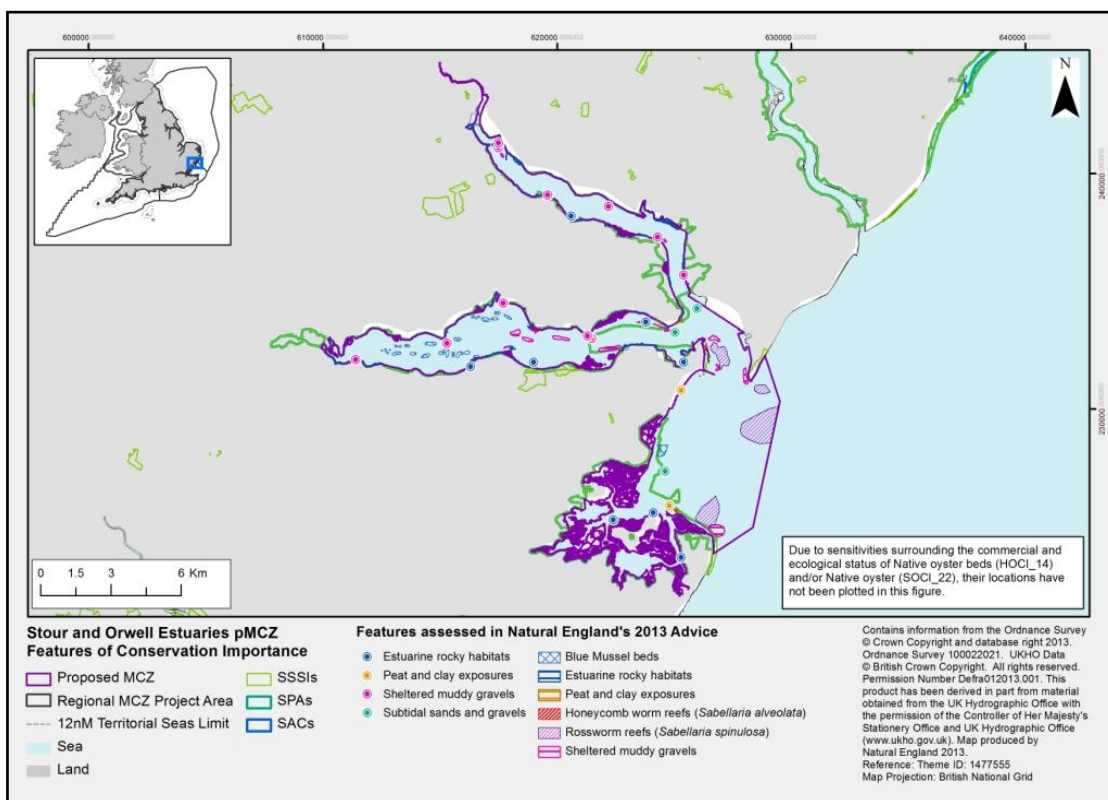 600000.000000
610000.000000
620000.000000
630000.000000
640000.000000
N
240000.000000
230000.000000
0 1.5 3 6 Km
Due to sensitivities surrounding the commercial and
ecological status of Native oyster beds (HOCI_14)
and/or Native oyster (SOCI_22), their locations have
not been plotted in this figure.
Stour and Orwell Estuaries pMCZ
Features of Conservation Importance
Proposed MCZ
Regional MCZ Project Area
12nM Territorial Seas Limit
Sea
Land
SSSIs
SPAs
SACs
Features assessed in Natural England's 2013 Advice
Estuarine rocky habitats
Peat and clay exposures
Sheltered muddy gravels
Subtidal sands and gravels
Blue Mussel beds
Estuarine rocky habitats
Peat and clay exposures
Honeycomb worm reefs (Sabellaria alveolata)
Rossworm reefs (Sabellaria spinulosa)
Sheltered muddy gravels
Contains information from the Ordnance Survey
© Crown Copyright and database right 2013.
Ordnance Survey 100022021. UKHO Data
© British Crown Copyright. All rights reserved.
Permission Number Defra012013.001. This
product has been derived in part from material
obtained from the UK Hydrographic Office with
the permission of the Controller of Her Majesty's
Stationery Office and UK Hydrographic Office
(www.ukho.gov.uk). Map produced by
Natural England 2013.
Reference: Theme ID: 1477555
Map Projection: British National Grid